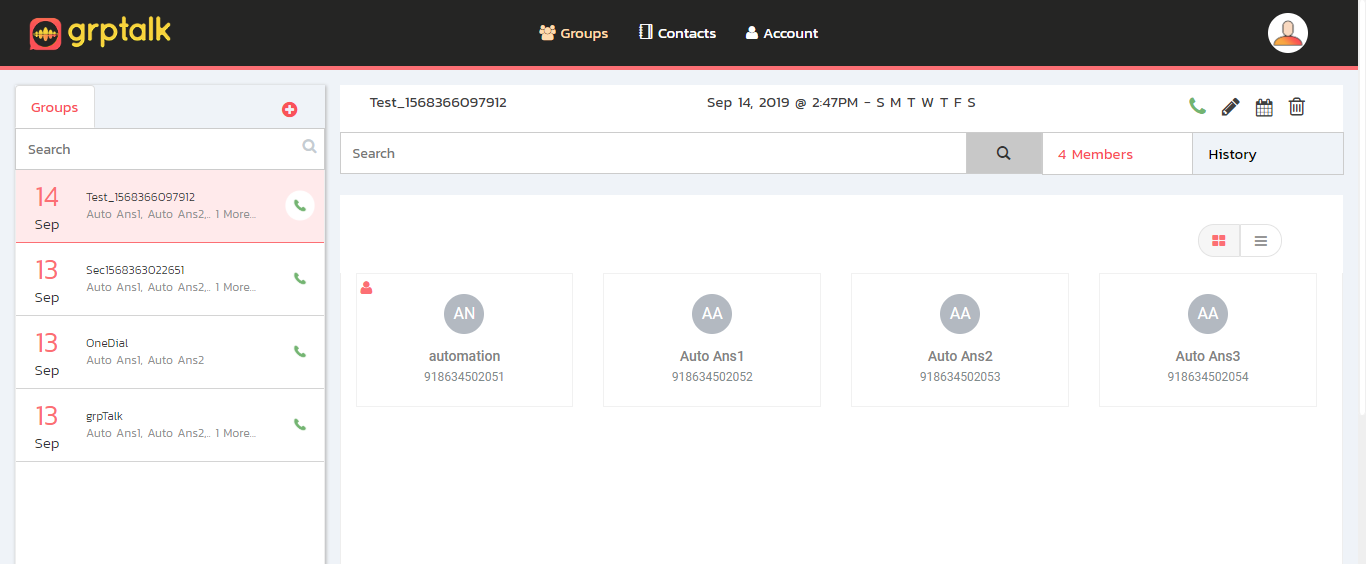 grptalk
Groups
Contacts
Account
Groups
Search
14
Sep
Test_1568366097912
Auto Ans1, Auto Ans2,.. 1 More...
13
Sep
Sec1568363022651
Auto Ans1, Auto Ans2,.. 1 More...
13
Sep
OneDial
Auto Ans1, Auto Ans2
13
Sep
grpTalk
Auto Ans1, Auto Ans2,.. 1 More...
Test_1568366097912
Sep 14, 2019 @ 2:47PM - S M T W T F S
Search
4 Members
History
AN
automation
918634502051
AA
Auto Ans1
918634502052
AA
Auto Ans2
918634502053
AA
Auto Ans3
918634502054